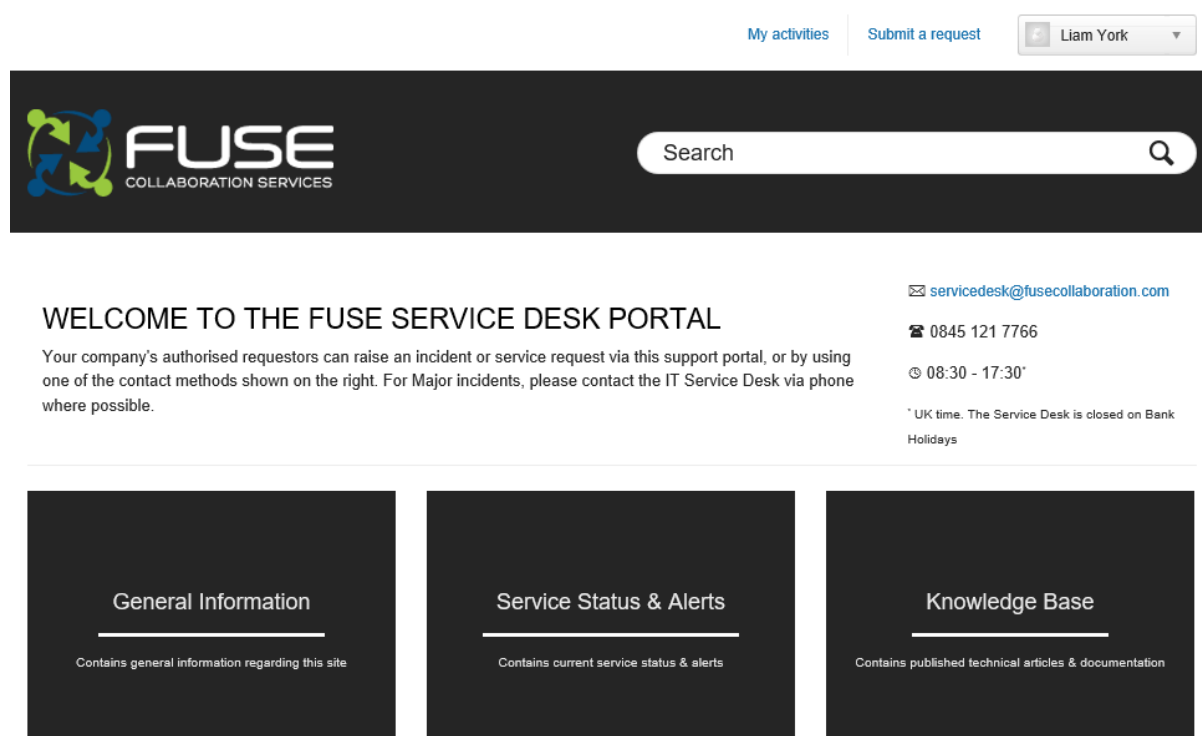 My activities
Submit a request
Liam York
FUSE
COLLABORATION SERVICES
Search
WELCOME TO THE FUSE SERVICE DESK PORTAL
Your company's authorised requestors can raise an incident or service request via this support portal, or by using
one of the contact methods shown on the right. For Major incidents, please contact the IT Service Desk via phone
where possible.
servicedesk@fusecollaboration.com
0845 121 7766
08:30 - 17:30*
* UK time. The Service Desk is closed on Bank
Holidays
General Information
Contains general information regarding this site
Service Status & Alerts
Contains current service status & alerts
Knowledge Base
Contains published technical articles & documentation